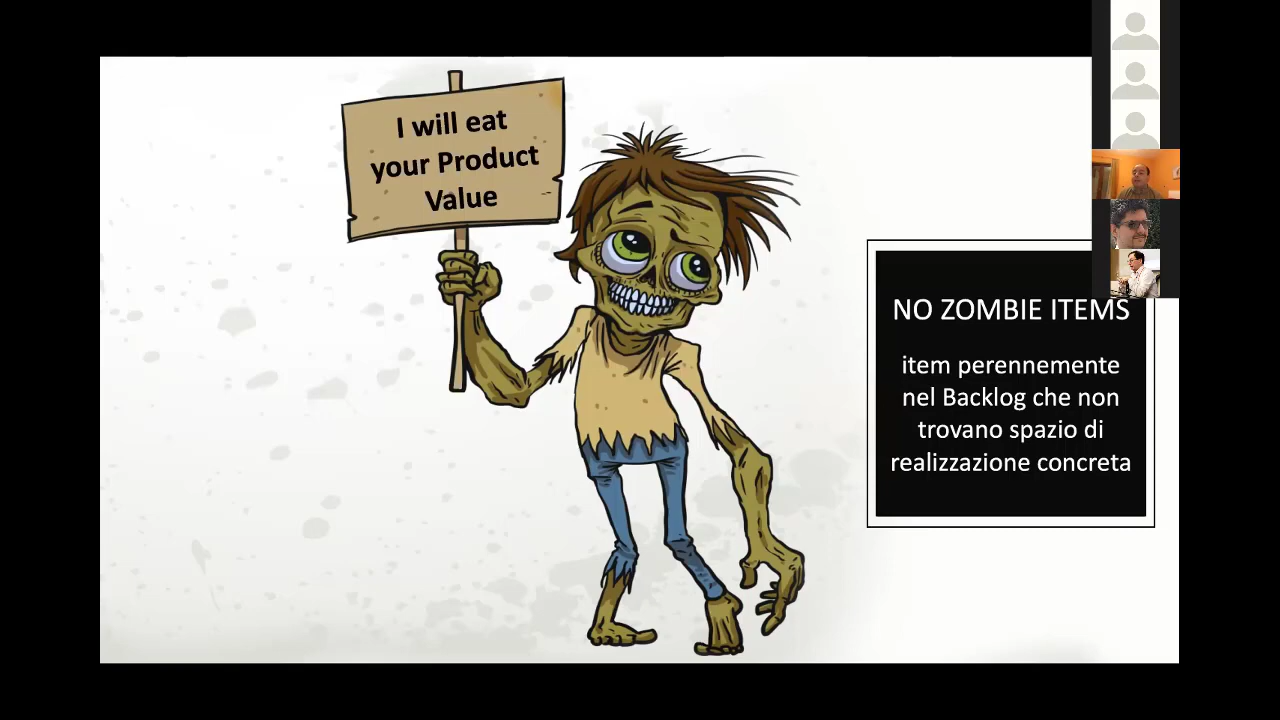 I will eat
your Product
Value
NO ZOMBIE ITEMS
item perennemente
nel Backlog che non
trovano spazio di
realizzazione concreta